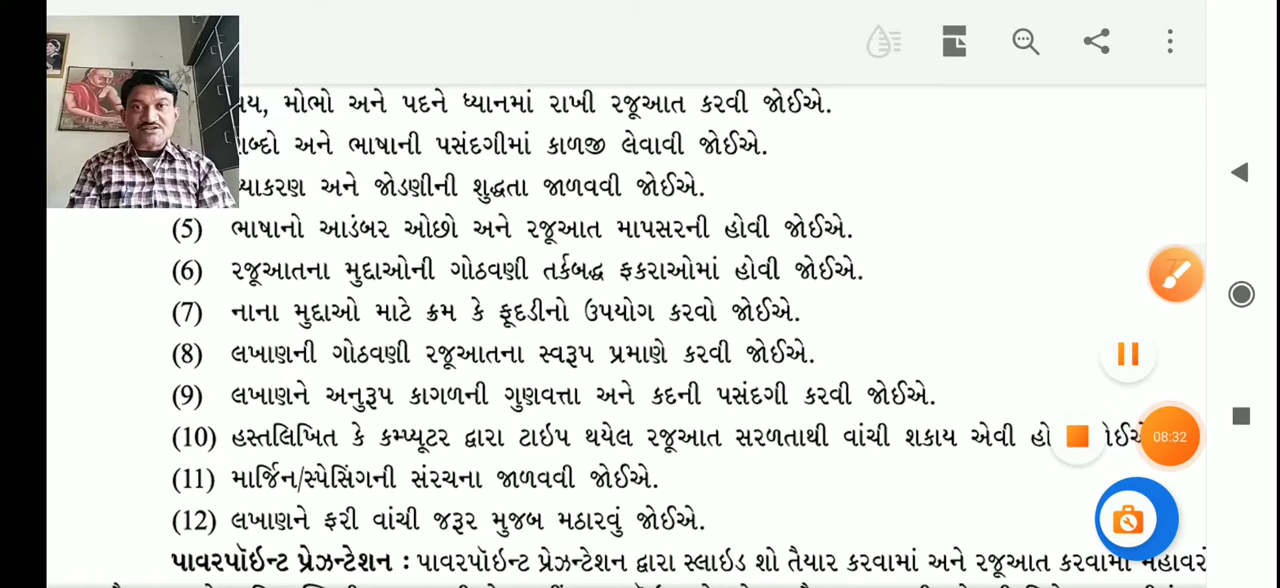 વય, મોભો અને પદને ધ્યાનમાં રાખી રજૂઆત કરવી જોઈએ.
શબ્દો અને ભાષાની પસંદગીમાં કાળજી લેવાવી જોઈએ.
વ્યાકરણ અને જોડણીની શુદ્ધતા જાળવવી જોઈએ.
(5) ભાષાનો આડંબર ઓછો અને રજૂઆત માપસરની હોવી જોઈએ.
(6) રજૂઆતના મુદ્દાઓની ગોઠવણી તર્કબદ્ધ ફકરાઓમાં હોવી જોઈએ.
(7) નાના મુદ્દાઓ માટે ક્રમ કે ફૂદડીનો ઉપયોગ કરવો જોઈએ.
(8) લખાણની ગોઠવણી રજૂઆતના સ્વરૂપ પ્રમાણે કરવી જોઈએ.
(9) લખાણને અનુરૂપ કાગળની ગુણવત્તા અને કદની પસંદગી કરવી જોઈએ.
(10) હસ્તલિખિત કે કમ્પ્યૂટર દ્વારા ટાઇપ થયેલ રજૂઆત સરળતાથી વાંચી શકાય એવી
08:32
(11) માર્જિન/સ્પેસિંગની સંરચના જાળવવી જોઈએ.
(12) લખાણને ફરી વાંચી જરૂર મુજબ મઠારવું જોઈએ.
પાવરપૉઇન્ટ પ્રેઝન્ટેશન : પાવરપૉઇન્ટ પ્રેઝન્ટેશન દ્વારા સ્લાઇડ શો તૈયાર કરવામાં અને રજૂઆત કરવામાં